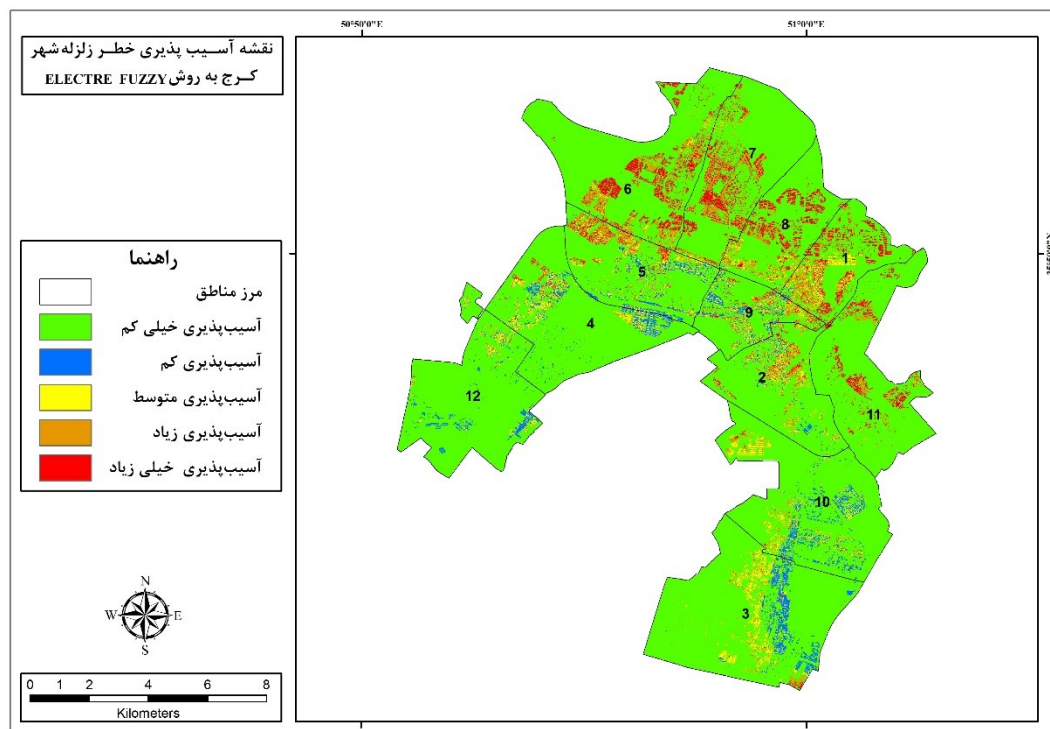 50°50'0"E
51°0'0"E
نقشه آسیب پذیری خطر زلزله شهر
کرج به روش ELECTRE FUZZY
7
6
8
1
5
9
4
2
12
11
10
3
راهنما
مرز مناطق
آسیب‌پذیری خیلی کم
آسیب‌پذیری کم
آسیب‌پذیری متوسط
آسیب‌پذیری زیاد
آسیب‌پذیری خیلی زیاد
N
W E
S
0 1 2 4 6 8
Kilometers